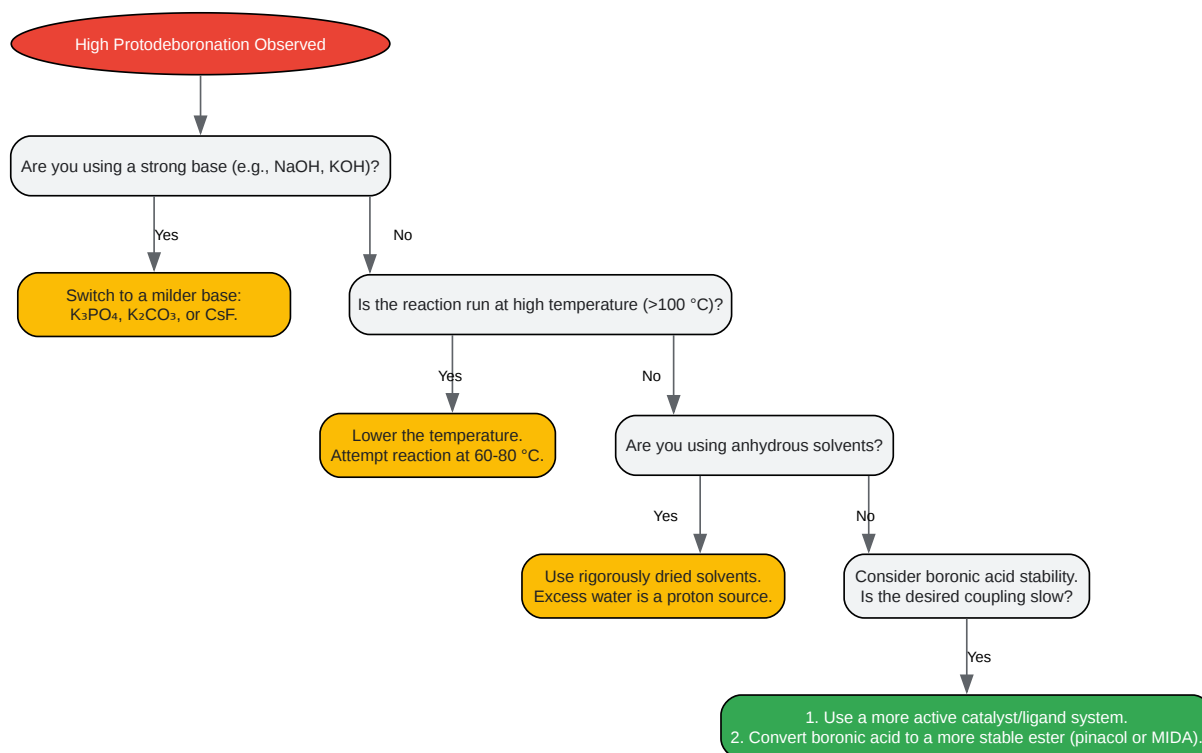 High Protodeboronation Observed
Are you using a strong base (e.g., NaOH, KOH)?
Yes
No
Switch to a milder base:
K₃PO₄, K₂CO₃, or CsF.
Is the reaction run at high temperature (>100 °C)?
Yes
No
Lower the temperature.
Attempt reaction at 60-80 °C.
Are you using anhydrous solvents?
Yes
No
Use rigorously dried solvents.
Excess water is a proton source.
Consider boronic acid stability.
Is the desired coupling slow?
Yes
1. Use a more active catalyst/ligand system.
2. Convert boronic acid to a more stable ester (pinacol or MIDA).